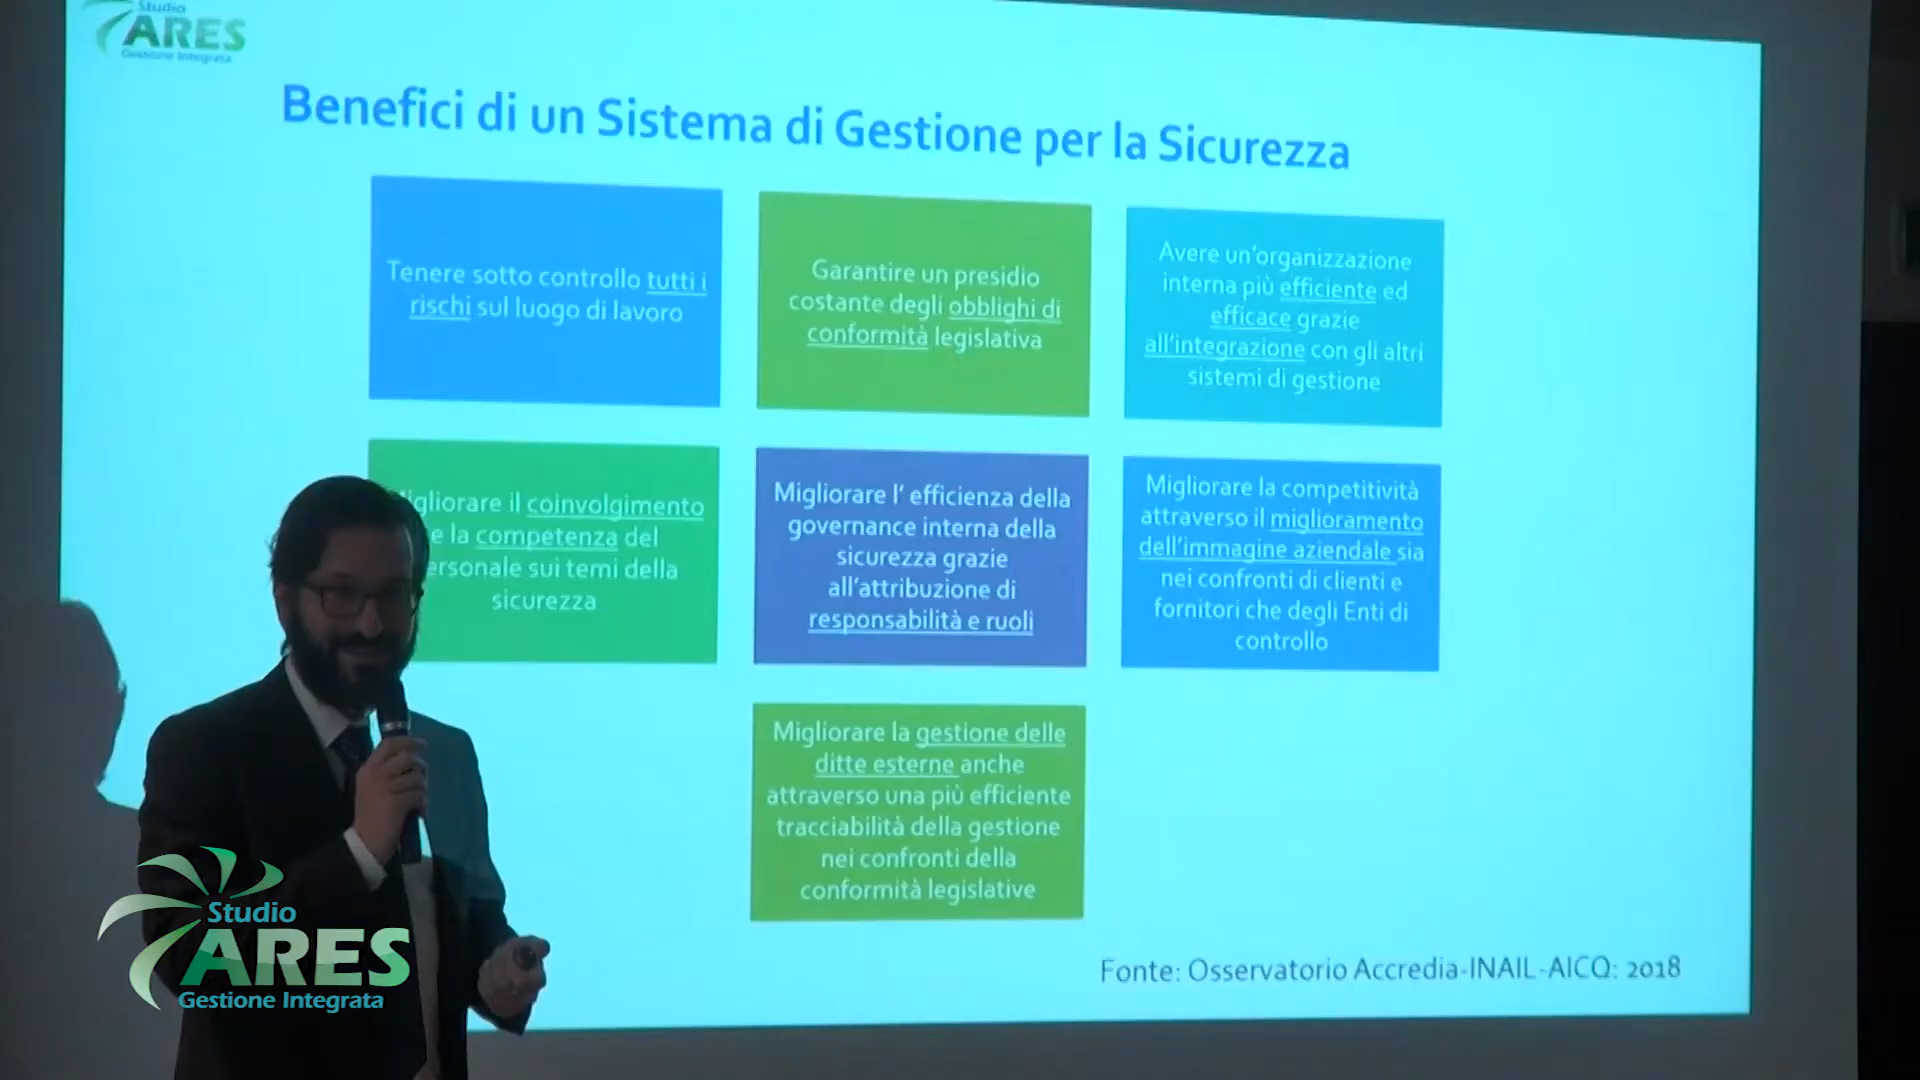 Studio
ARES
Gestione Integrata
Benefici di un Sistema di Gestione per la Sicurezza
Tenere sotto controllo tutti i
rischi sul luogo di lavoro
Garantire un presidio
costante degli obblighi di
conformità legislativa
Avere un'organizzazione
interna più efficiente ed
efficace grazie
all'integrazione con gli altri
sistemi di gestione
il coinvolgimento
e la competenza del
sui temi della
sicurezza
Migliorare l' efficienza della
governance interna della
sicurezza grazie
all'attribuzione di
responsabilità e ruoli
Migliorare la competitività
attraverso il miglioramento
dell'immagine aziendale sia
nei confronti di clienti e
fornitori che degli Enti di
controllo
Migliorare la gestione delle
ditte esterne anche
attraverso una più efficiente
tracciabilità della gestione
nei confronti della
conformità legislative
Fonte: Osservatorio Accredia-INAIL-AICQ: 2018
Studio
ARES
Gestione Integrata